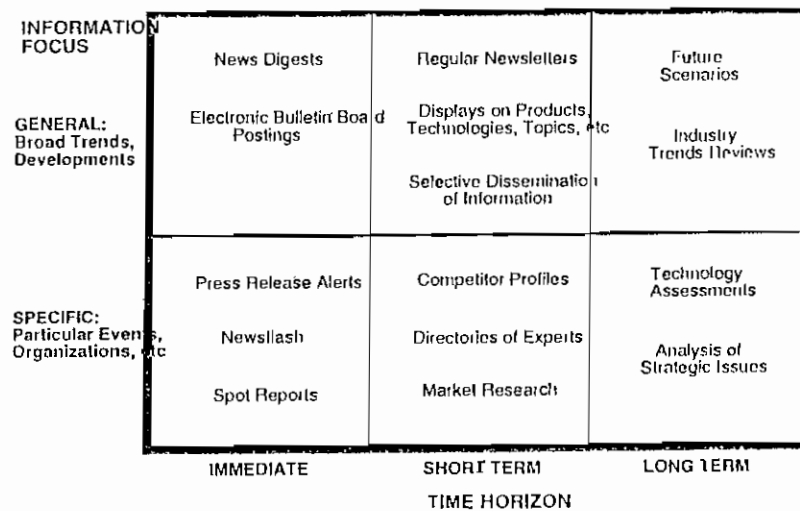 INFORMATION
FOCUS
News Digests
Regular Newsletters
Future
Scenarios
GENERAL:
Broad Trends,
Developments
Electronic Bulletin Board
Postings
Displays on Products,
Technologies, Topics, etc
Industry
Trends Reviews
Selective Dissemination
of Information
SPECIFIC:
Particular Events,
Organizations, etc
Press Release Alerts
Competitor Profiles
Technology
Assessments
Newsflash
Directories of Experts
Analysis of
Strategic Issues
Spot Reports
Market Research
IMMEDIATE
SHORT TERM
LONG TERM
TIME HORIZON